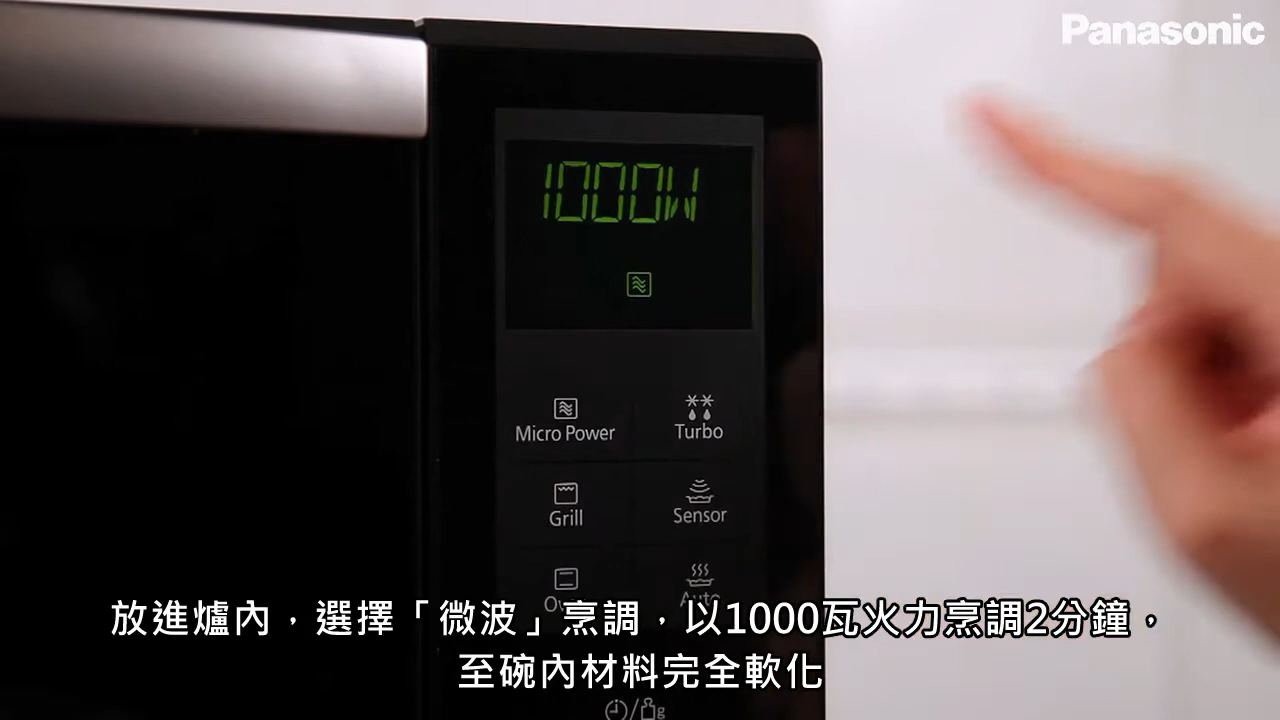 Panasonic
1000W
Micro Power
Turbo
Grill
Sensor
Auto
放進爐內，選擇「微波」烹調，以1000瓦火力烹調2分鐘，
至碗內材料完全軟化
/ g